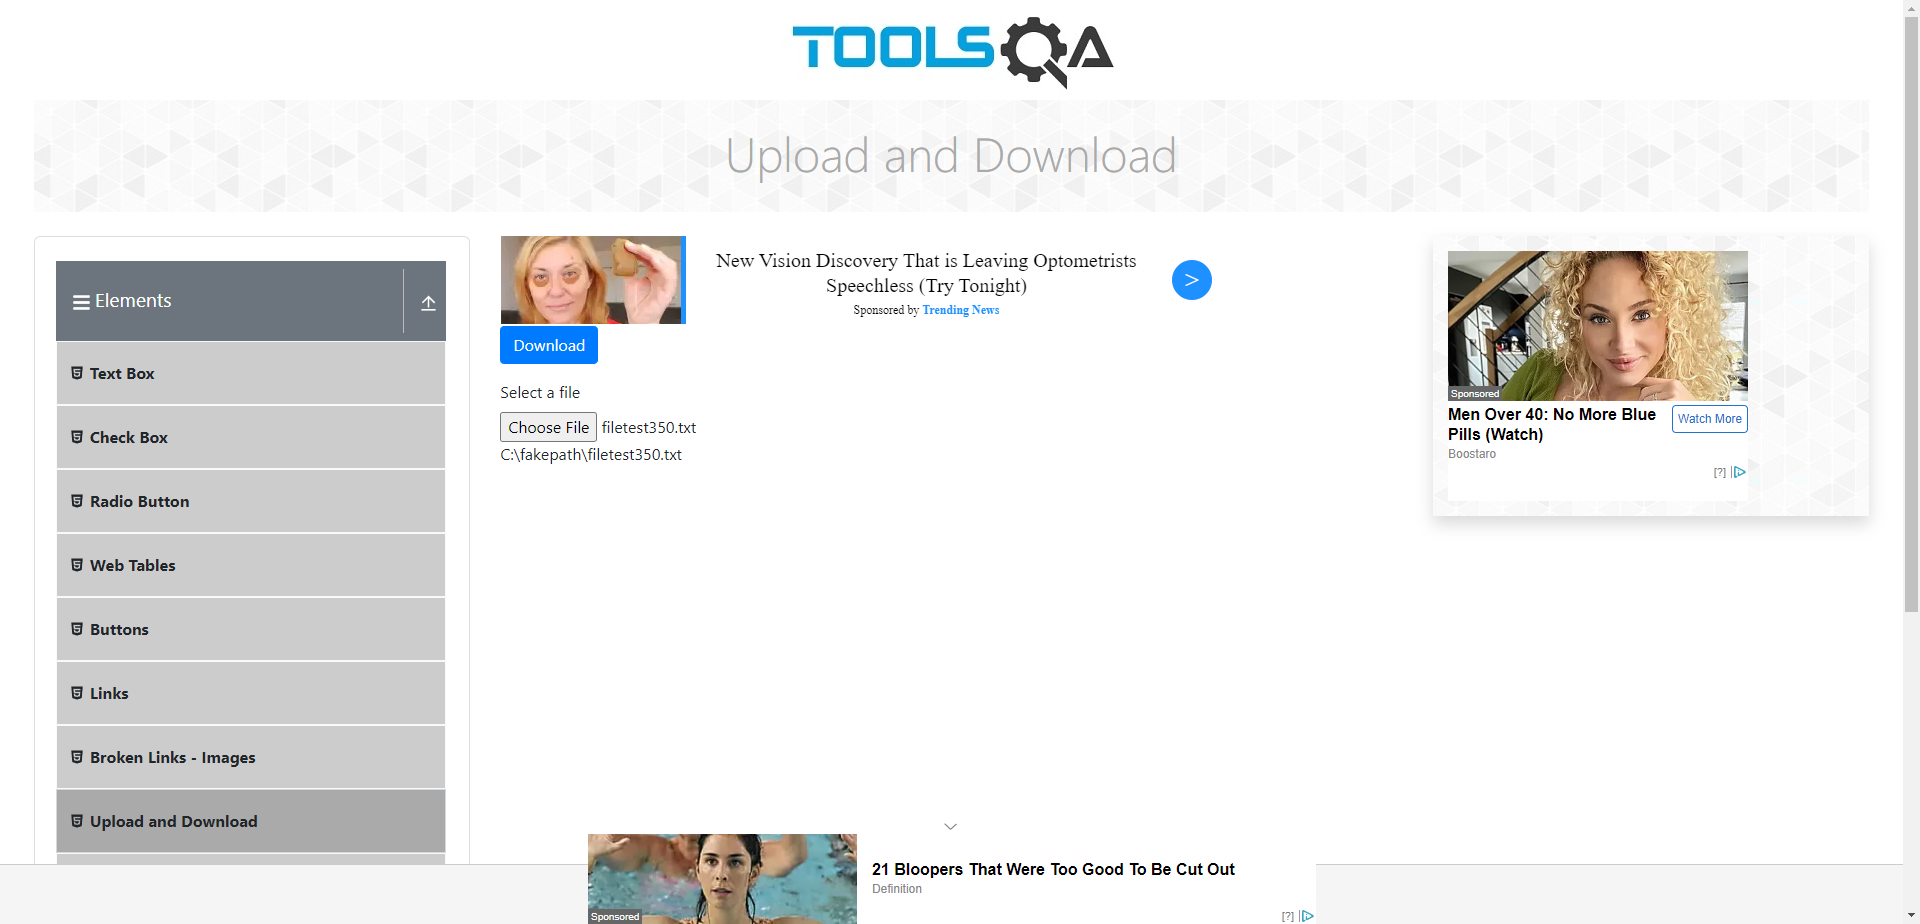 TOOLSQA
Upload and Download
Elements
Text Box
Check Box
Radio Button
Web Tables
Buttons
Links
Broken Links - Images
Upload and Download
New Vision Discovery That is Leaving Optometrists
Speechless (Try Tonight)
Sponsored by Trending News
>
Download
Select a file
Choose File filetest350.txt
C:\fakepath\filetest350.txt
Sponsored
Men Over 40: No More Blue
Pills (Watch)
Watch More
Boostaro
[?]
21 Bloopers That Were Too Good To Be Cut Out
Definition
Sponsored
[?]